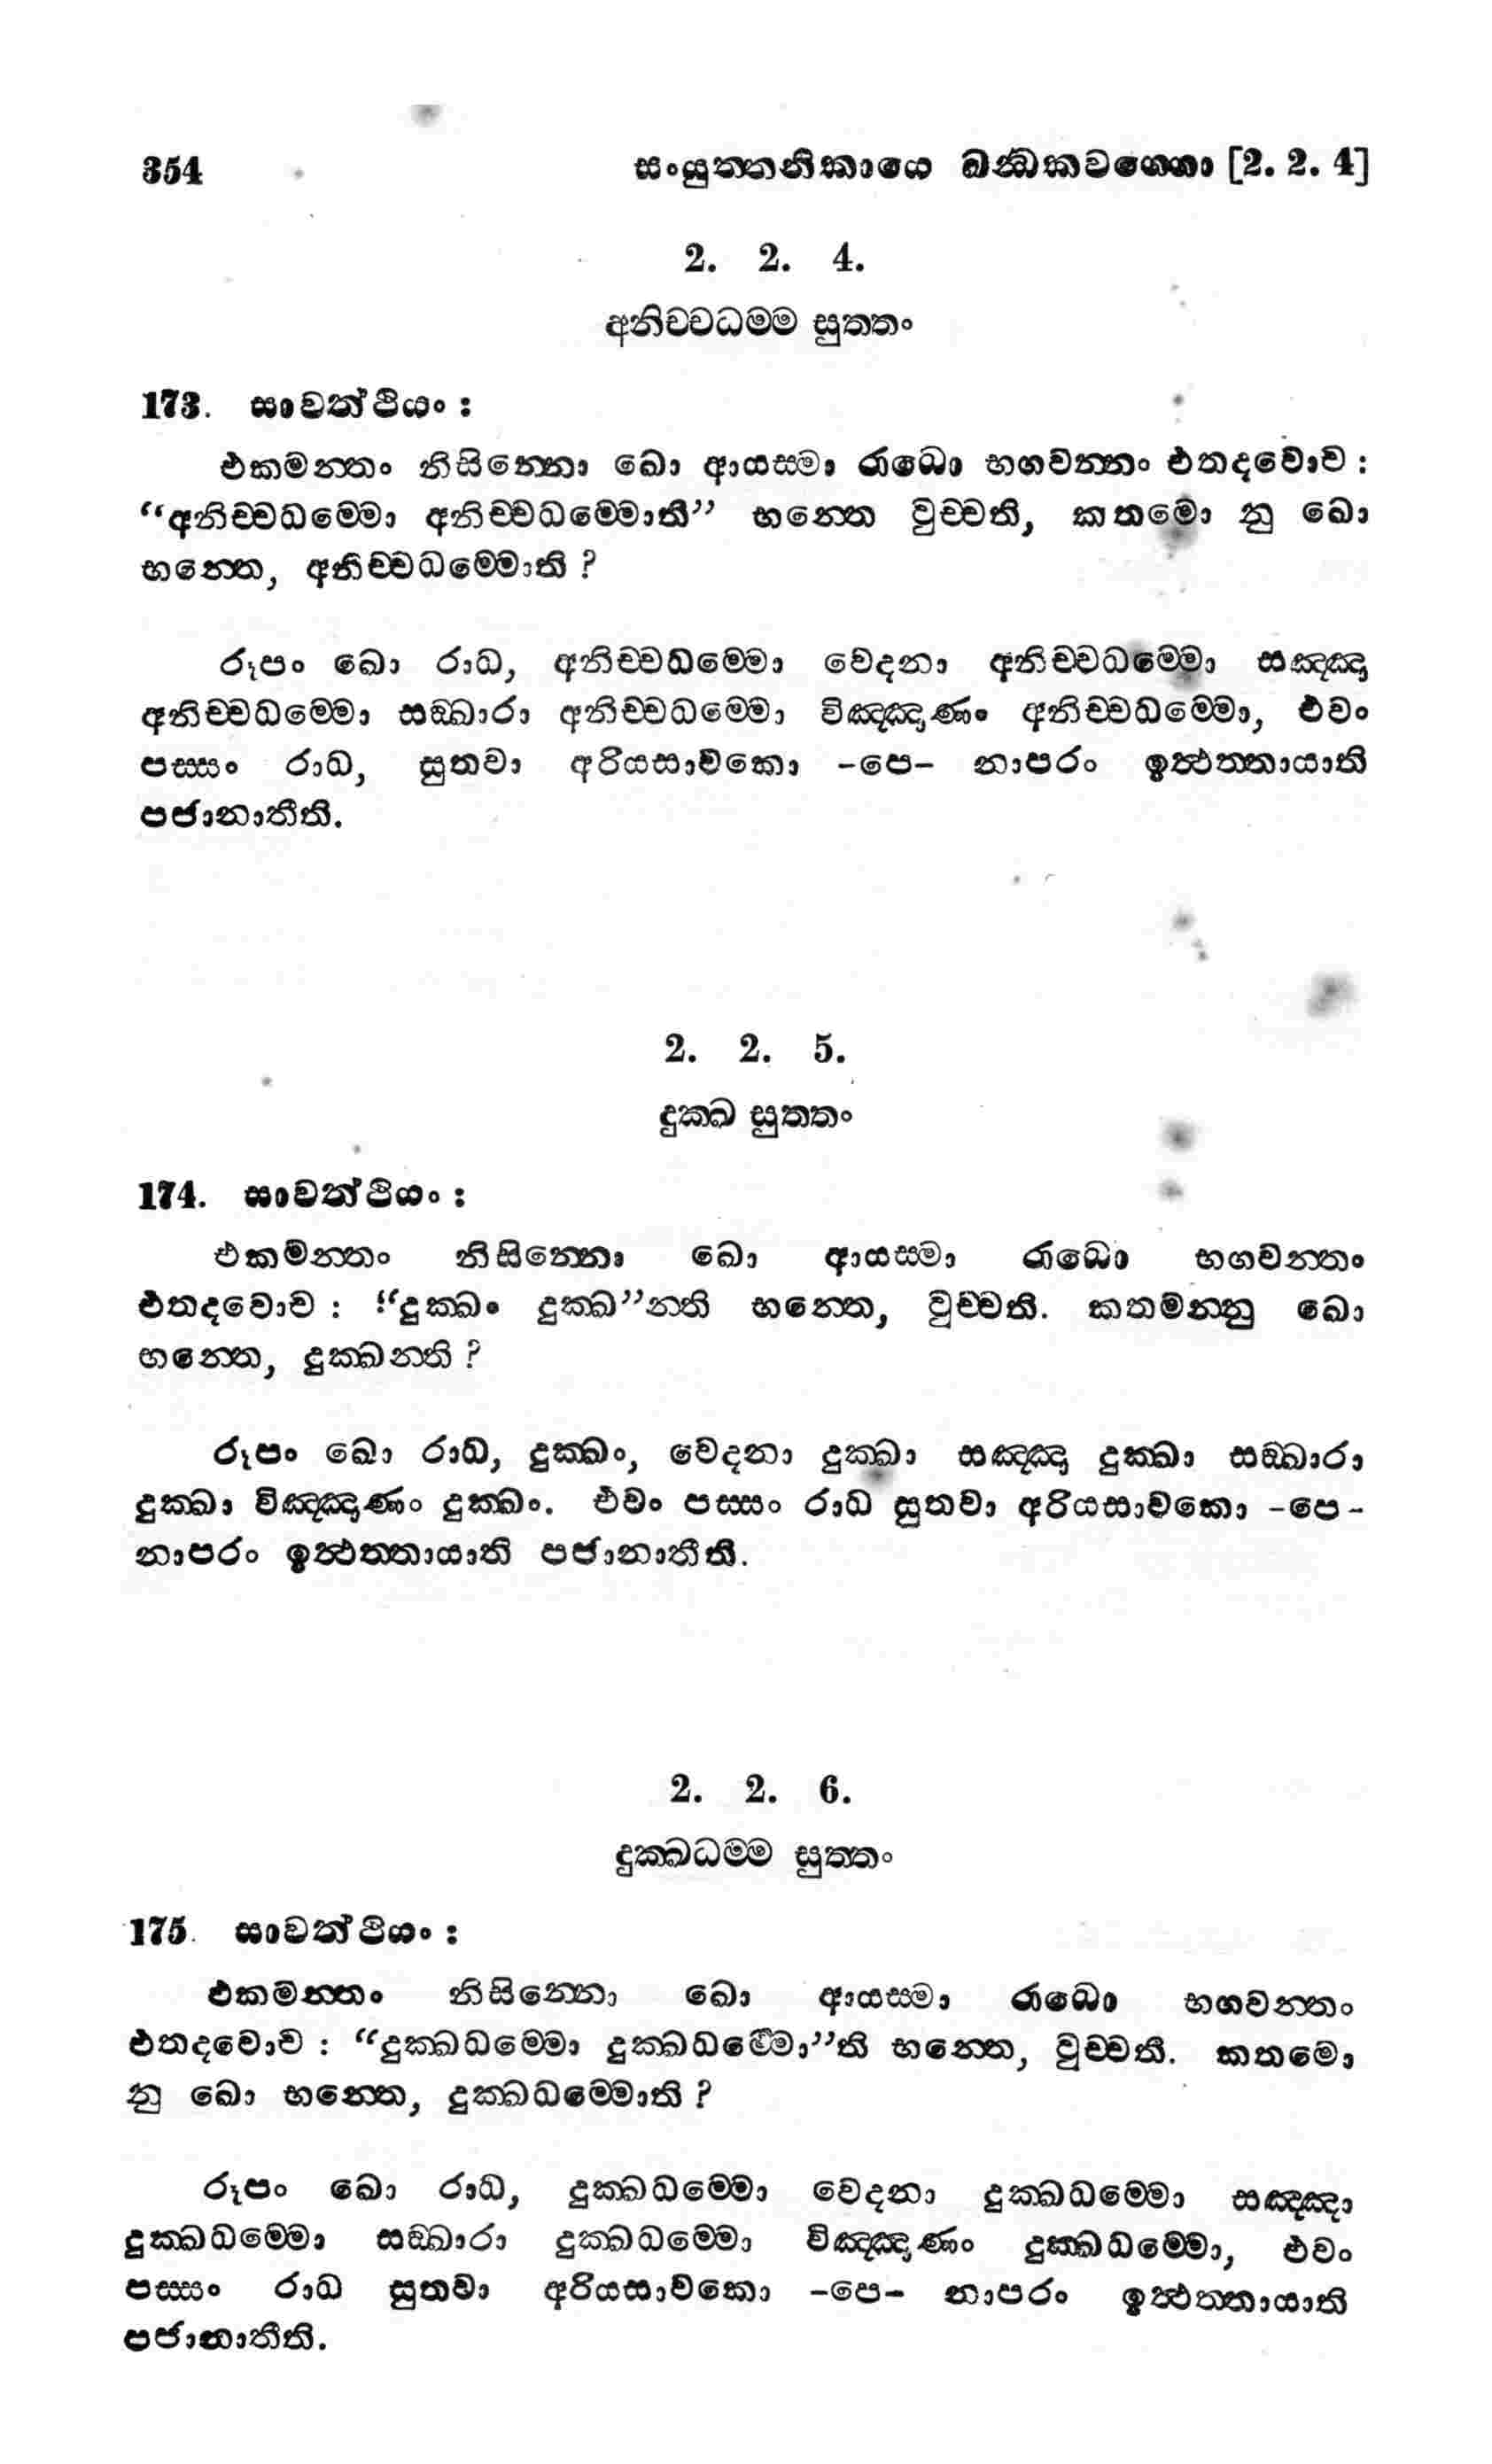 354 සංයුත්තනිකායෙ ඛන්ධකවග්ගො [2. 2. 4]
2. 2. 4.
අනිච්චධම්ම සුත්තං
173. සාවත්ථියං :
එකමන්තං නිසින්නො ඛො ආයස්මා රාධො භගවන්තං එතදවොච :
“අනිච්චධම්මො අනිච්චධම්මොති” භන්තෙ වුච්චති, කතමො නු ඛො
භන්තෙ, අනිච්චධම්මොති ?
රූපං ඛො රාධ, අනිච්චධම්මො වෙදනා අනිච්චධම්මො සඤ්ඤා
අනිච්චධම්මො සඞ්ඛාරා අනිච්චධම්මො විඤ්ඤාණං අනිච්චධම්මො, එවං
පස්සං රාධ, සුතවා අරියසාවකො -පෙ- නාපරං ඉත්ථත්තායාති
පජානාතීති.
2. 2. 5.
දුක්ඛ සුත්තං
174. සාවත්ථියං :
එකමන්තං නිසින්නො ඛො ආයස්මා රාධො භගවන්තං
එතදවොච : “දුක්ඛං දුක්ඛ”න්ති භන්තෙ, වුච්චති. කතමන්නු ඛො
භන්තෙ, දුක්ඛන්ති ?
රූපං ඛො රාධ, දුක්ඛං, වෙදනා දුක්ඛා සඤ්ඤා දුක්ඛා සඞ්ඛාරා
දුක්ඛා විඤ්ඤාණං දුක්ඛං. එවං පස්සං රාධ සුතවා අරියසාවකො -පෙ-
නාපරං ඉත්ථත්තායාති පජානාතීති.
2. 2. 6.
දුක්ඛධම්ම සුත්තං
175. සාවත්ථියං :
එකමන්තං නිසින්නො ඛො ආයස්මා රාධො භගවන්තං
එතදවොච : “දුක්ඛධම්මො දුක්ඛධම්මො”ති භන්තෙ, වුච්චති. කතමො
නු ඛො භන්තෙ, දුක්ඛධම්මොති ?
රූපං ඛො රාධ, දුක්ඛධම්මො වෙදනා දුක්ඛධම්මො සඤ්ඤා
දුක්ඛධම්මො සඞ්ඛාරා දුක්ඛධම්මො විඤ්ඤාණං දුක්ඛධම්මො, එවං
පස්සං රාධ සුතවා අරියසාවකො -පෙ- නාපරං ඉත්ථත්තායාති
පජානාතීති.